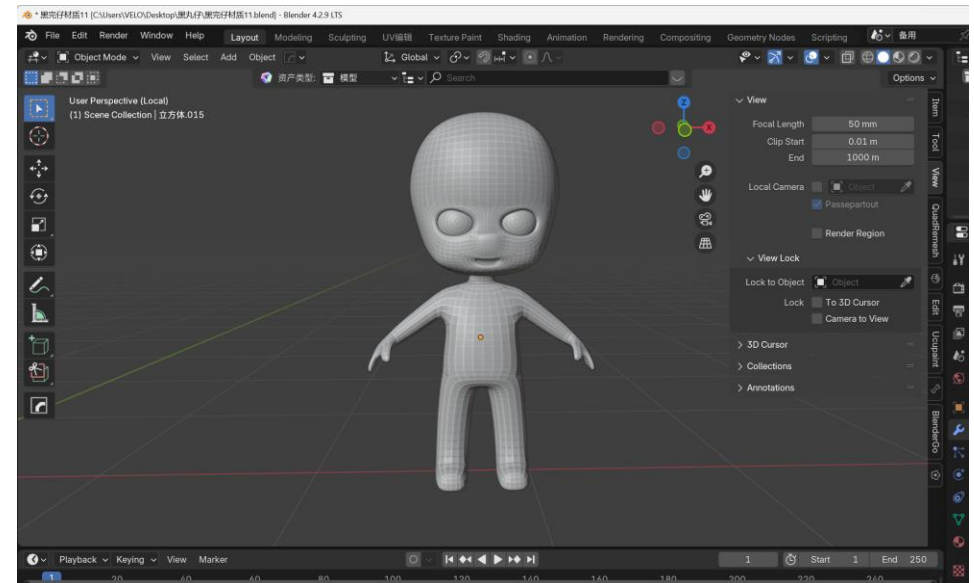 * 黑完仔材质11 [C:\Users\VELO\Desktop\黑丸仔\黑完仔材质11.blend] - Blender 4.2.9 LTS
File Edit Render Window Help Layout Modeling Sculpting UV编辑 Texture Paint Shading Animation Rendering Compositing Geometry Nodes Scripting 备用
Object Mode View Select Add Object Global
资产类型: 模型 Search Options
User Perspective (Local)
(1) Scene Collection | 立方体.015
Z
X
View
Focal Length 50 mm
Clip Start 0.01 m
End 1000 m
Local Camera Object
Passepartout
Render Region
View Lock
Lock to Object Object
Lock To 3D Cursor
Camera to View
3D Cursor
Collections
Annotations
Item
Tool
View
QuadRemesh
Edit
Ucupaint
BlenderGo
Playback Keying View Marker 1 Start 1 End 250
1 20 40 60 80 100 120 140 160 180 200 220 240